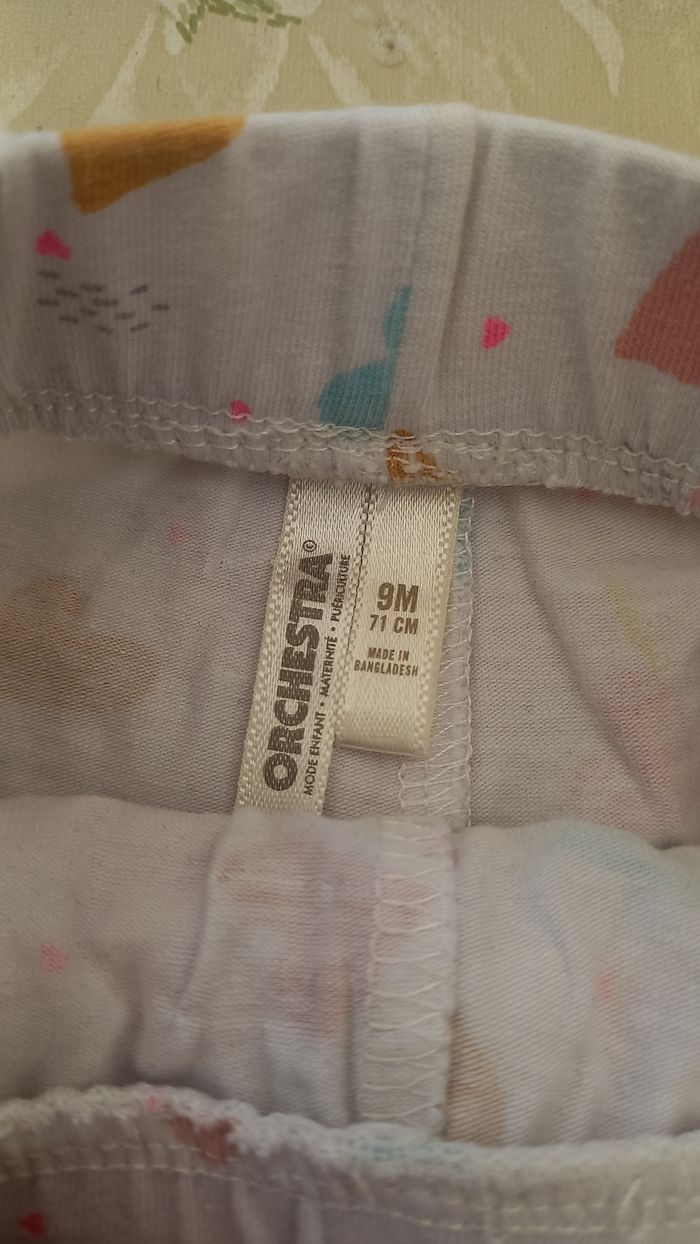 ORCHESTRA©
MODE ENFANT • MATERNITÉ • PUÉRICULTURE
9M
71 CM
MADE IN
BANGLADESH